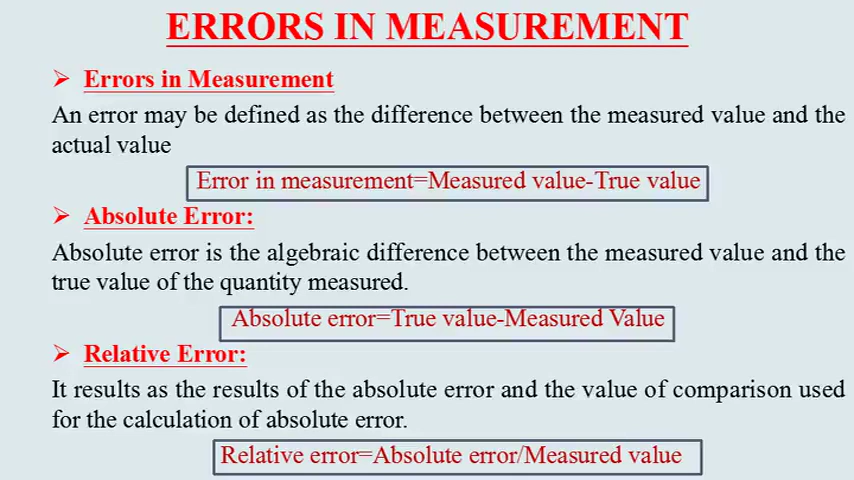 ERRORS IN MEASUREMENT
➢ Errors in Measurement
An error may be defined as the difference between the measured value and the
actual value
Error in measurement=Measured value-True value
➢ Absolute Error:
Absolute error is the algebraic difference between the measured value and the
true value of the quantity measured.
Absolute error=True value-Measured Value
➢ Relative Error:
It results as the results of the absolute error and the value of comparison used
for the calculation of absolute error.
Relative error=Absolute error/Measured value